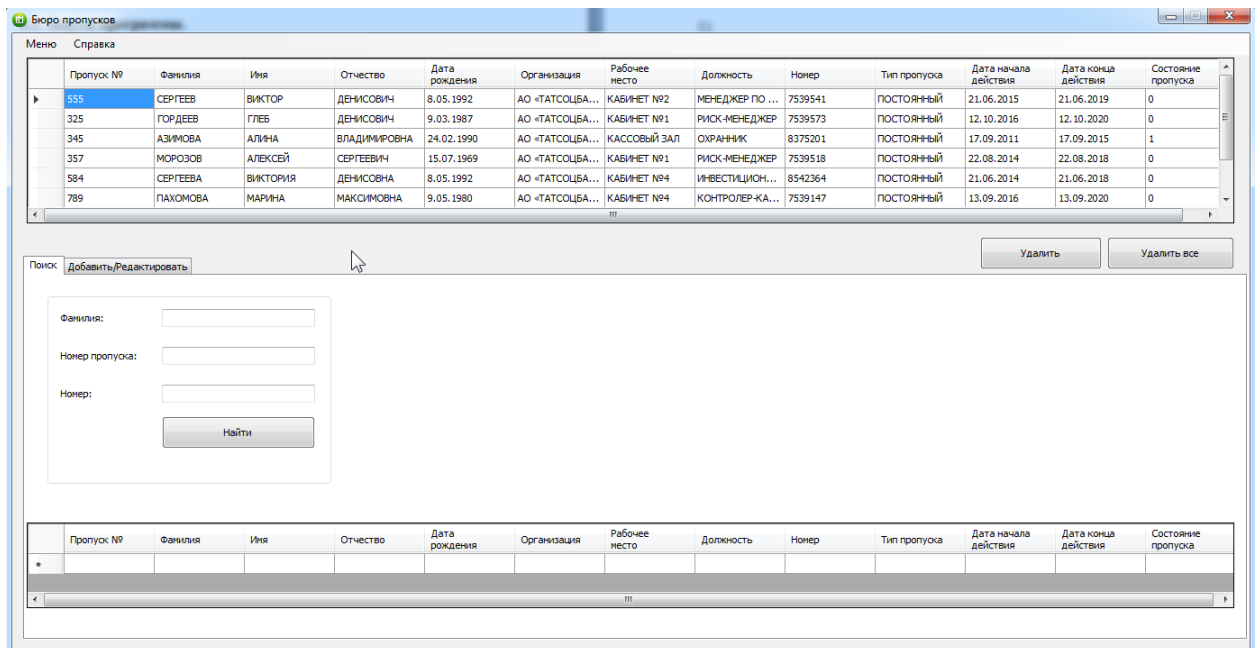 Бюро пропусков
Меню Справка
Пропуск № Фамилия Имя Отчество Дата рождения Организация Рабочее место Должность Номер Тип пропуска Дата начала действия Дата конца действия Состояние пропуска
555 СЕРГЕЕВ ВИКТОР ДЕНИСОВИЧ 8.05.1992 АО «ТАТСОЦБА... КАБИНЕТ №2 МЕНЕДЖЕР ПО ... 7539541 ПОСТОЯННЫЙ 21.06.2015 21.06.2019 0
325 ГОРДЕЕВ ГЛЕБ ДЕНИСОВИЧ 9.03.1987 АО «ТАТСОЦБА... КАБИНЕТ №1 РИСК-МЕНЕДЖЕР 7539573 ПОСТОЯННЫЙ 12.10.2016 12.10.2020 0
345 АЗИМОВА АЛИНА ВЛАДИМИРОВНА 24.02.1990 АО «ТАТСОЦБА... КАССОВЫЙ ЗАЛ ОХРАННИК 8375201 ПОСТОЯННЫЙ 17.09.2011 17.09.2015 1
357 МОРОЗОВ АЛЕКСЕЙ СЕРГЕЕВИЧ 15.07.1969 АО «ТАТСОЦБА... КАБИНЕТ №1 РИСК-МЕНЕДЖЕР 7539518 ПОСТОЯННЫЙ 22.08.2014 22.08.2018 0
584 СЕРГЕЕВА ВИКТОРИЯ ДЕНИСОВНА 8.05.1992 АО «ТАТСОЦБА... КАБИНЕТ №4 ИНВЕСТИЦИОН... 8542364 ПОСТОЯННЫЙ 21.06.2014 21.06.2018 0
789 ПАХОМОВА МАРИНА МАКСИМОВНА 9.05.1980 АО «ТАТСОЦБА... КАБИНЕТ №4 КОНТРОЛЕР-КА... 7539147 ПОСТОЯННЫЙ 13.09.2016 13.09.2020 0
Удалить Удалить все
Поиск Добавить/Редактировать
Фамилия:
Номер пропуска:
Номер:
Найти
Пропуск № Фамилия Имя Отчество Дата рождения Организация Рабочее место Должность Номер Тип пропуска Дата начала действия Дата конца действия Состояние пропуска